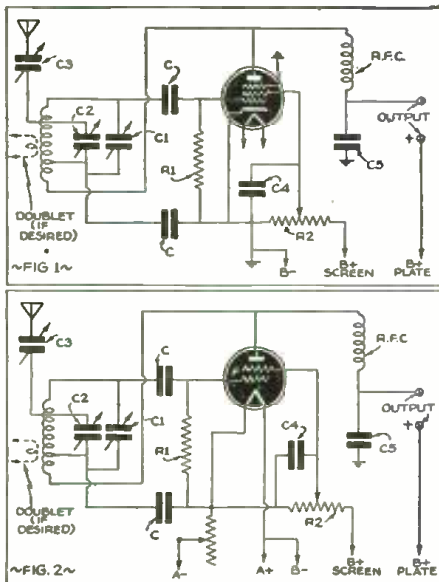 C3
C2
C1
C
R1
C
C4
R2
R.F.C.
OUTPUT
+
C5
DOUBLET
(IF
DESIRED)
B-
B+
SCREEN
B+
PLATE
~FIG 1~
C3
C2
C1
C
R1
C
C4
R2
R.F.C
OUTPUT
+
C5
DOUBLET
(IF
DESIRED)
A-
A+
B-
B+
SCREEN
B+
PLATE
~FIG. 2~